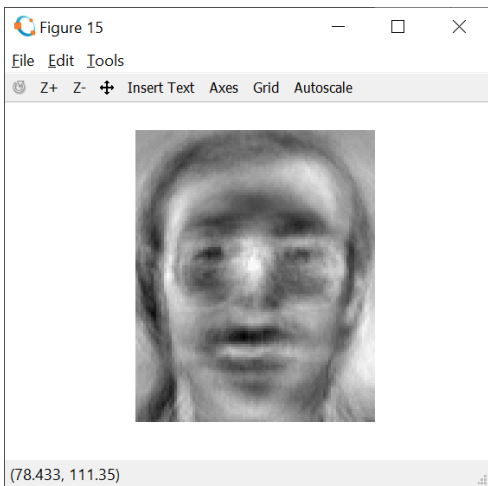 Figure 15
File Edit Tools
Z+ Z- Insert Text Axes Grid Autoscale
(78.433, 111.35)